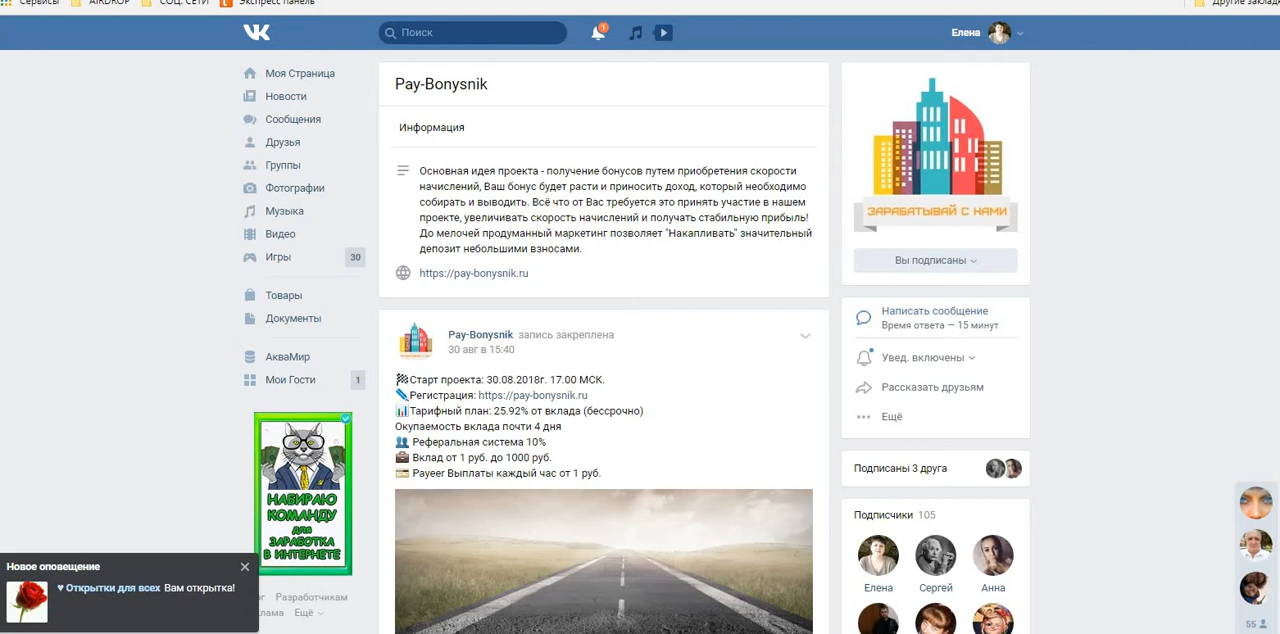 Сервисы
AIRDROP
СОЦ. СЕТИ
Экспресс панель
Другие заклад
Поиск
1
Елена
Моя Страница
Новости
Сообщения
Друзья
Группы
Фотографии
Музыка
Видео
Игры
30
Товары
Документы
АкваМир
Мои Гости
1
НАБИРАЮ
КОМАНДУ
для
ЗАРАБОТКА
В ИНТЕРНЕТЕ
Разработчикам
Ещё
Новое оповещение
♥ Открытки для всех Вам открытка!
Pay-Bonysnik
Информация
Основная идея проекта - получение бонусов путем приобретения скорости
начислений, Ваш бонус будет расти и приносить доход, который необходимо
собирать и выводить. Всё что от Вас требуется это принять участие в нашем
проекте, увеличивать скорость начислений и получать стабильную прибыль!
До мелочей продуманный маркетинг позволяет "Накапливать" значительный
депозит небольшими взносами.
https://pay-bonysnik.ru
Pay-Bonysnik запись закреплена
30 авг в 15:40
Старт проекта: 30.08.2018г. 17.00 МСК.
Регистрация: https://pay-bonysnik.ru
Тарифный план: 25.92% от вклада (бессрочно)
Окупаемость вклада почти 4 дня
Реферальная система 10%
Вклад от 1 руб. до 1000 руб.
Payeer Выплаты каждый час от 1 руб.
ЗАРАБАТЫВАЙ С НАМИ
Вы подписаны
Написать сообщение
Время ответа — 15 минут
Увед. включены
Рассказать друзьям
Ещё
Подписаны 3 друга
Подписчики 105
Елена
Сергей
Анна
55